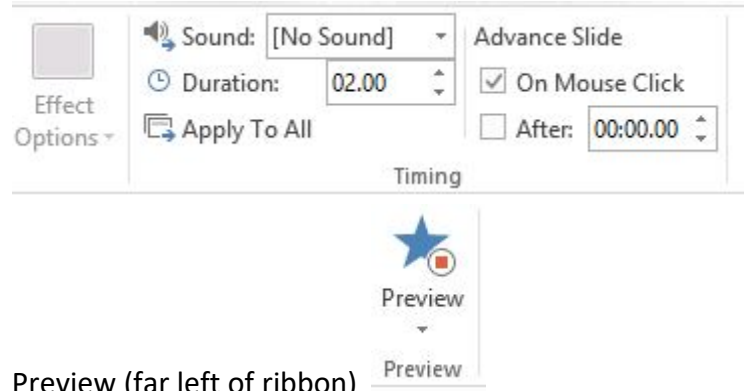 Sound: [No Sound] Advance Slide
Duration: 02.00 On Mouse Click
Effect Options Apply To All After: 00:00.00
Timing
Preview
Preview (far left of ribbon) Preview